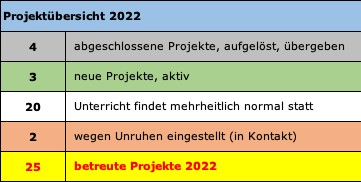 Projektübersicht 2022
4 abgeschlossene Projekte, aufgelöst, übergeben
3 neue Projekte, aktiv
20 Unterricht findet mehrheitlich normal statt
2 wegen Unruhen eingestellt (in Kontakt)
25 betreute Projekte 2022